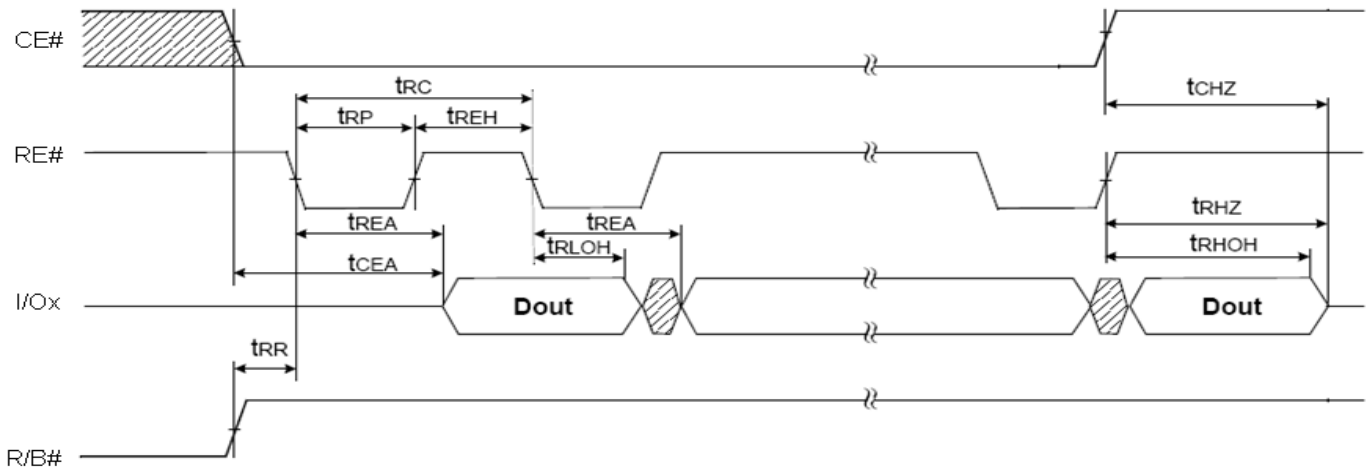 CE#
tRC
tCHZ
tRP
tREH
RE#
tREA
tREA
tRHZ
tRLOH
tRHOH
tCEA
I/Ox
Dout
Dout
tRR
R/B#